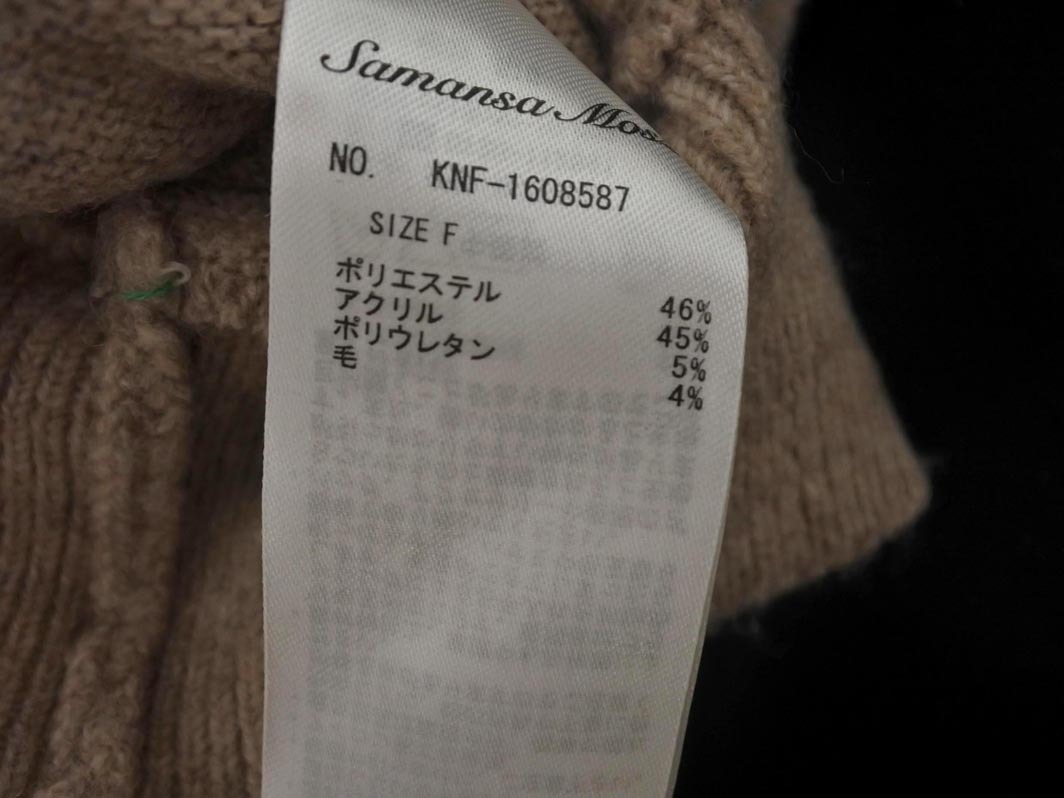 Samansa Mos
NO. KNF-1608587
SIZE F
ポリエステル 46%
アクリル 45%
ポリウレタン 5%
毛 4%